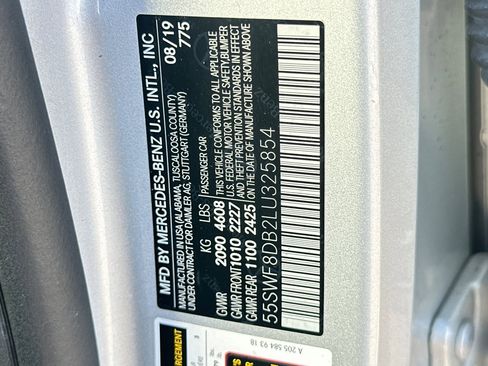 MFD BY MERCEDES-BENZ U.S. INTL., INC
MANUFACTURED IN USA (ALABAMA, TUSCALOOSA COUNTY)
UNDER CONTRACT FOR DAIMLER AG, STUTTGART (GERMANY)
08/19
775
PASSENGER CAR
KG LBS
GVWR 2090 4608
GAWR FRONT 1010 2227
GAWR REAR 1100 2425
THIS VEHICLE CONFORMS TO ALL APPLICABLE
U.S. FEDERAL MOTOR VEHICLE SAFETY, BUMPER
& THEFT PREVENTION STANDARDS IN EFFECT
ON THE DATE OF MANUFACTURE SHOWN ABOVE
55SWF8DB2LU325854
A 205 584 93 18